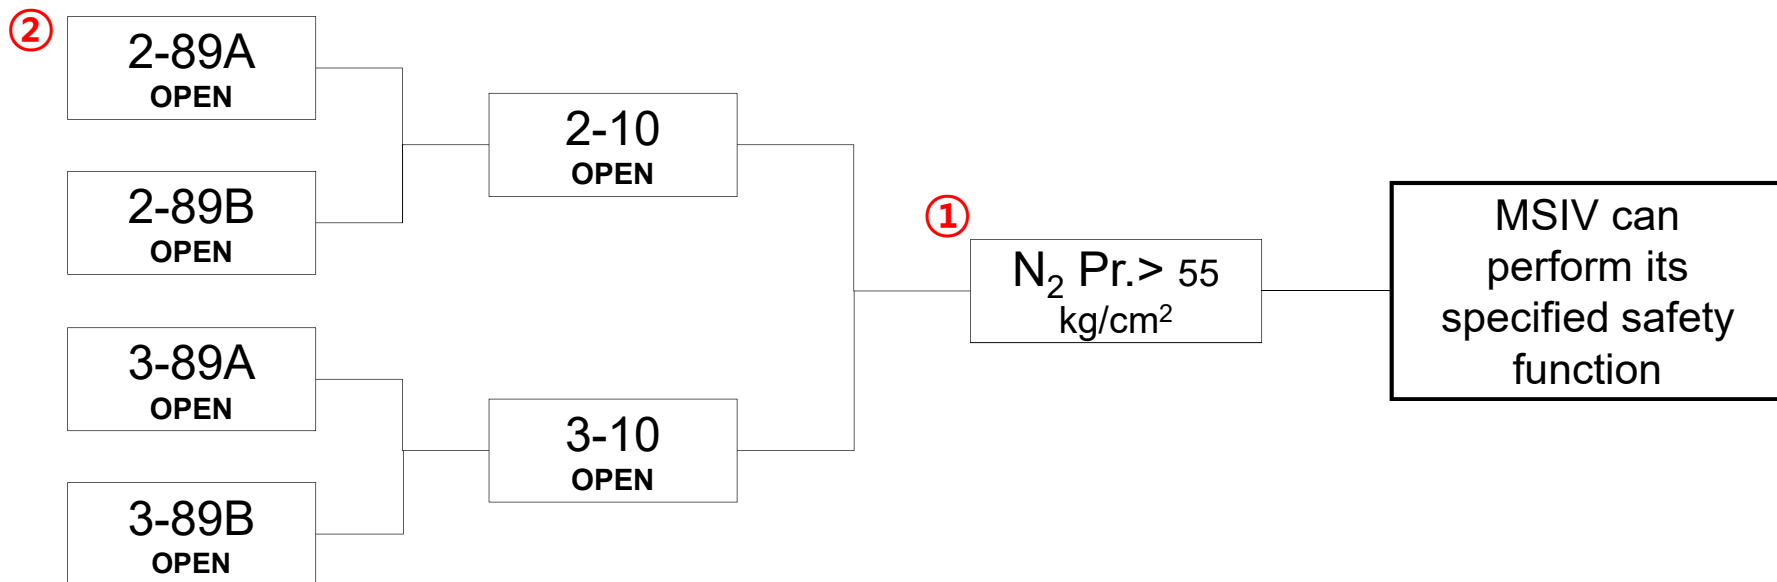 ②
2-89A
OPEN
2-89B
OPEN
3-89A
OPEN
3-89B
OPEN
2-10
OPEN
3-10
OPEN
①
N₂ Pr.> 55
kg/cm²
MSIV can
perform its
specified safety
function